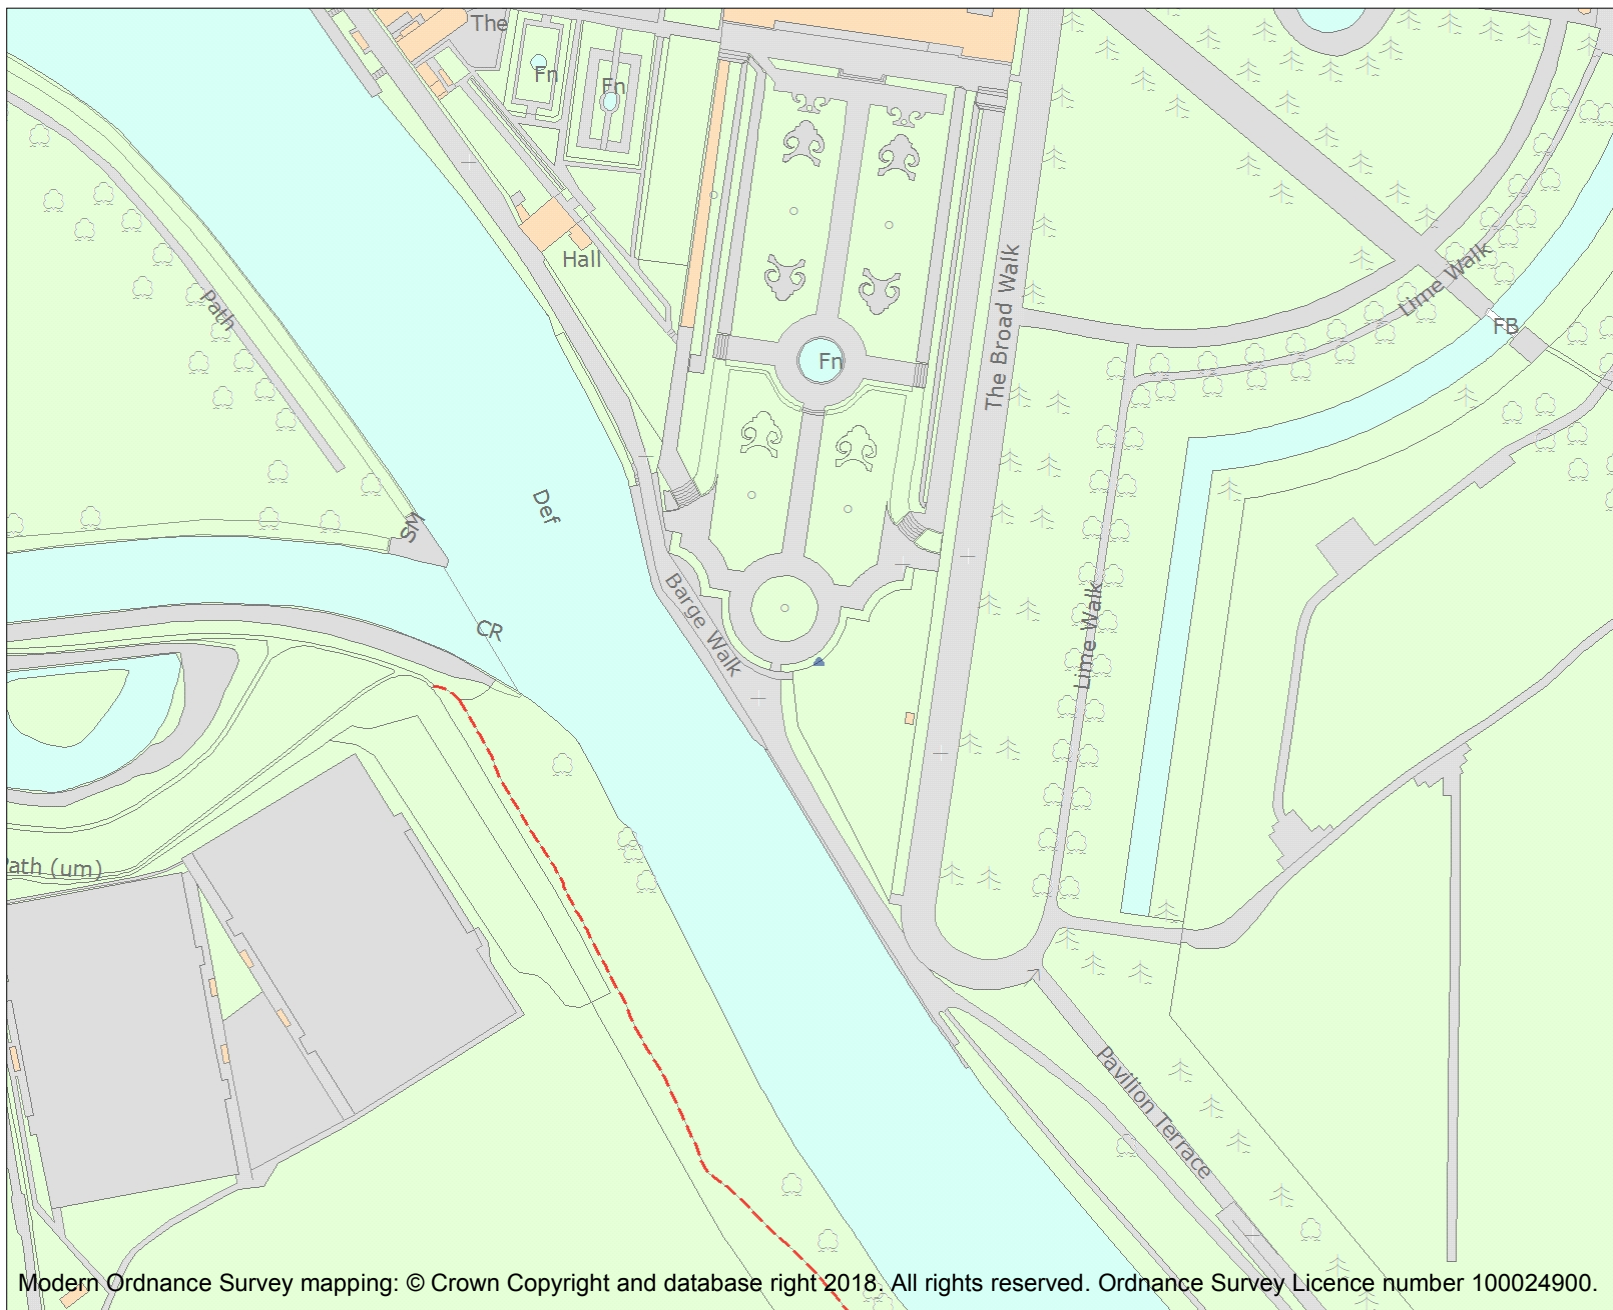 The
Fn
Fn
Hall
Path
Lime Walk
The Broad Walk
FB
Fn
Def
SM
Barge Walk
CR
Lime Walk
Path (um)
Pavilion Terrace
Modern Ordnance Survey mapping: © Crown Copyright and database right 2018. All rights reserved. Ordnance Survey Licence number 100024900.